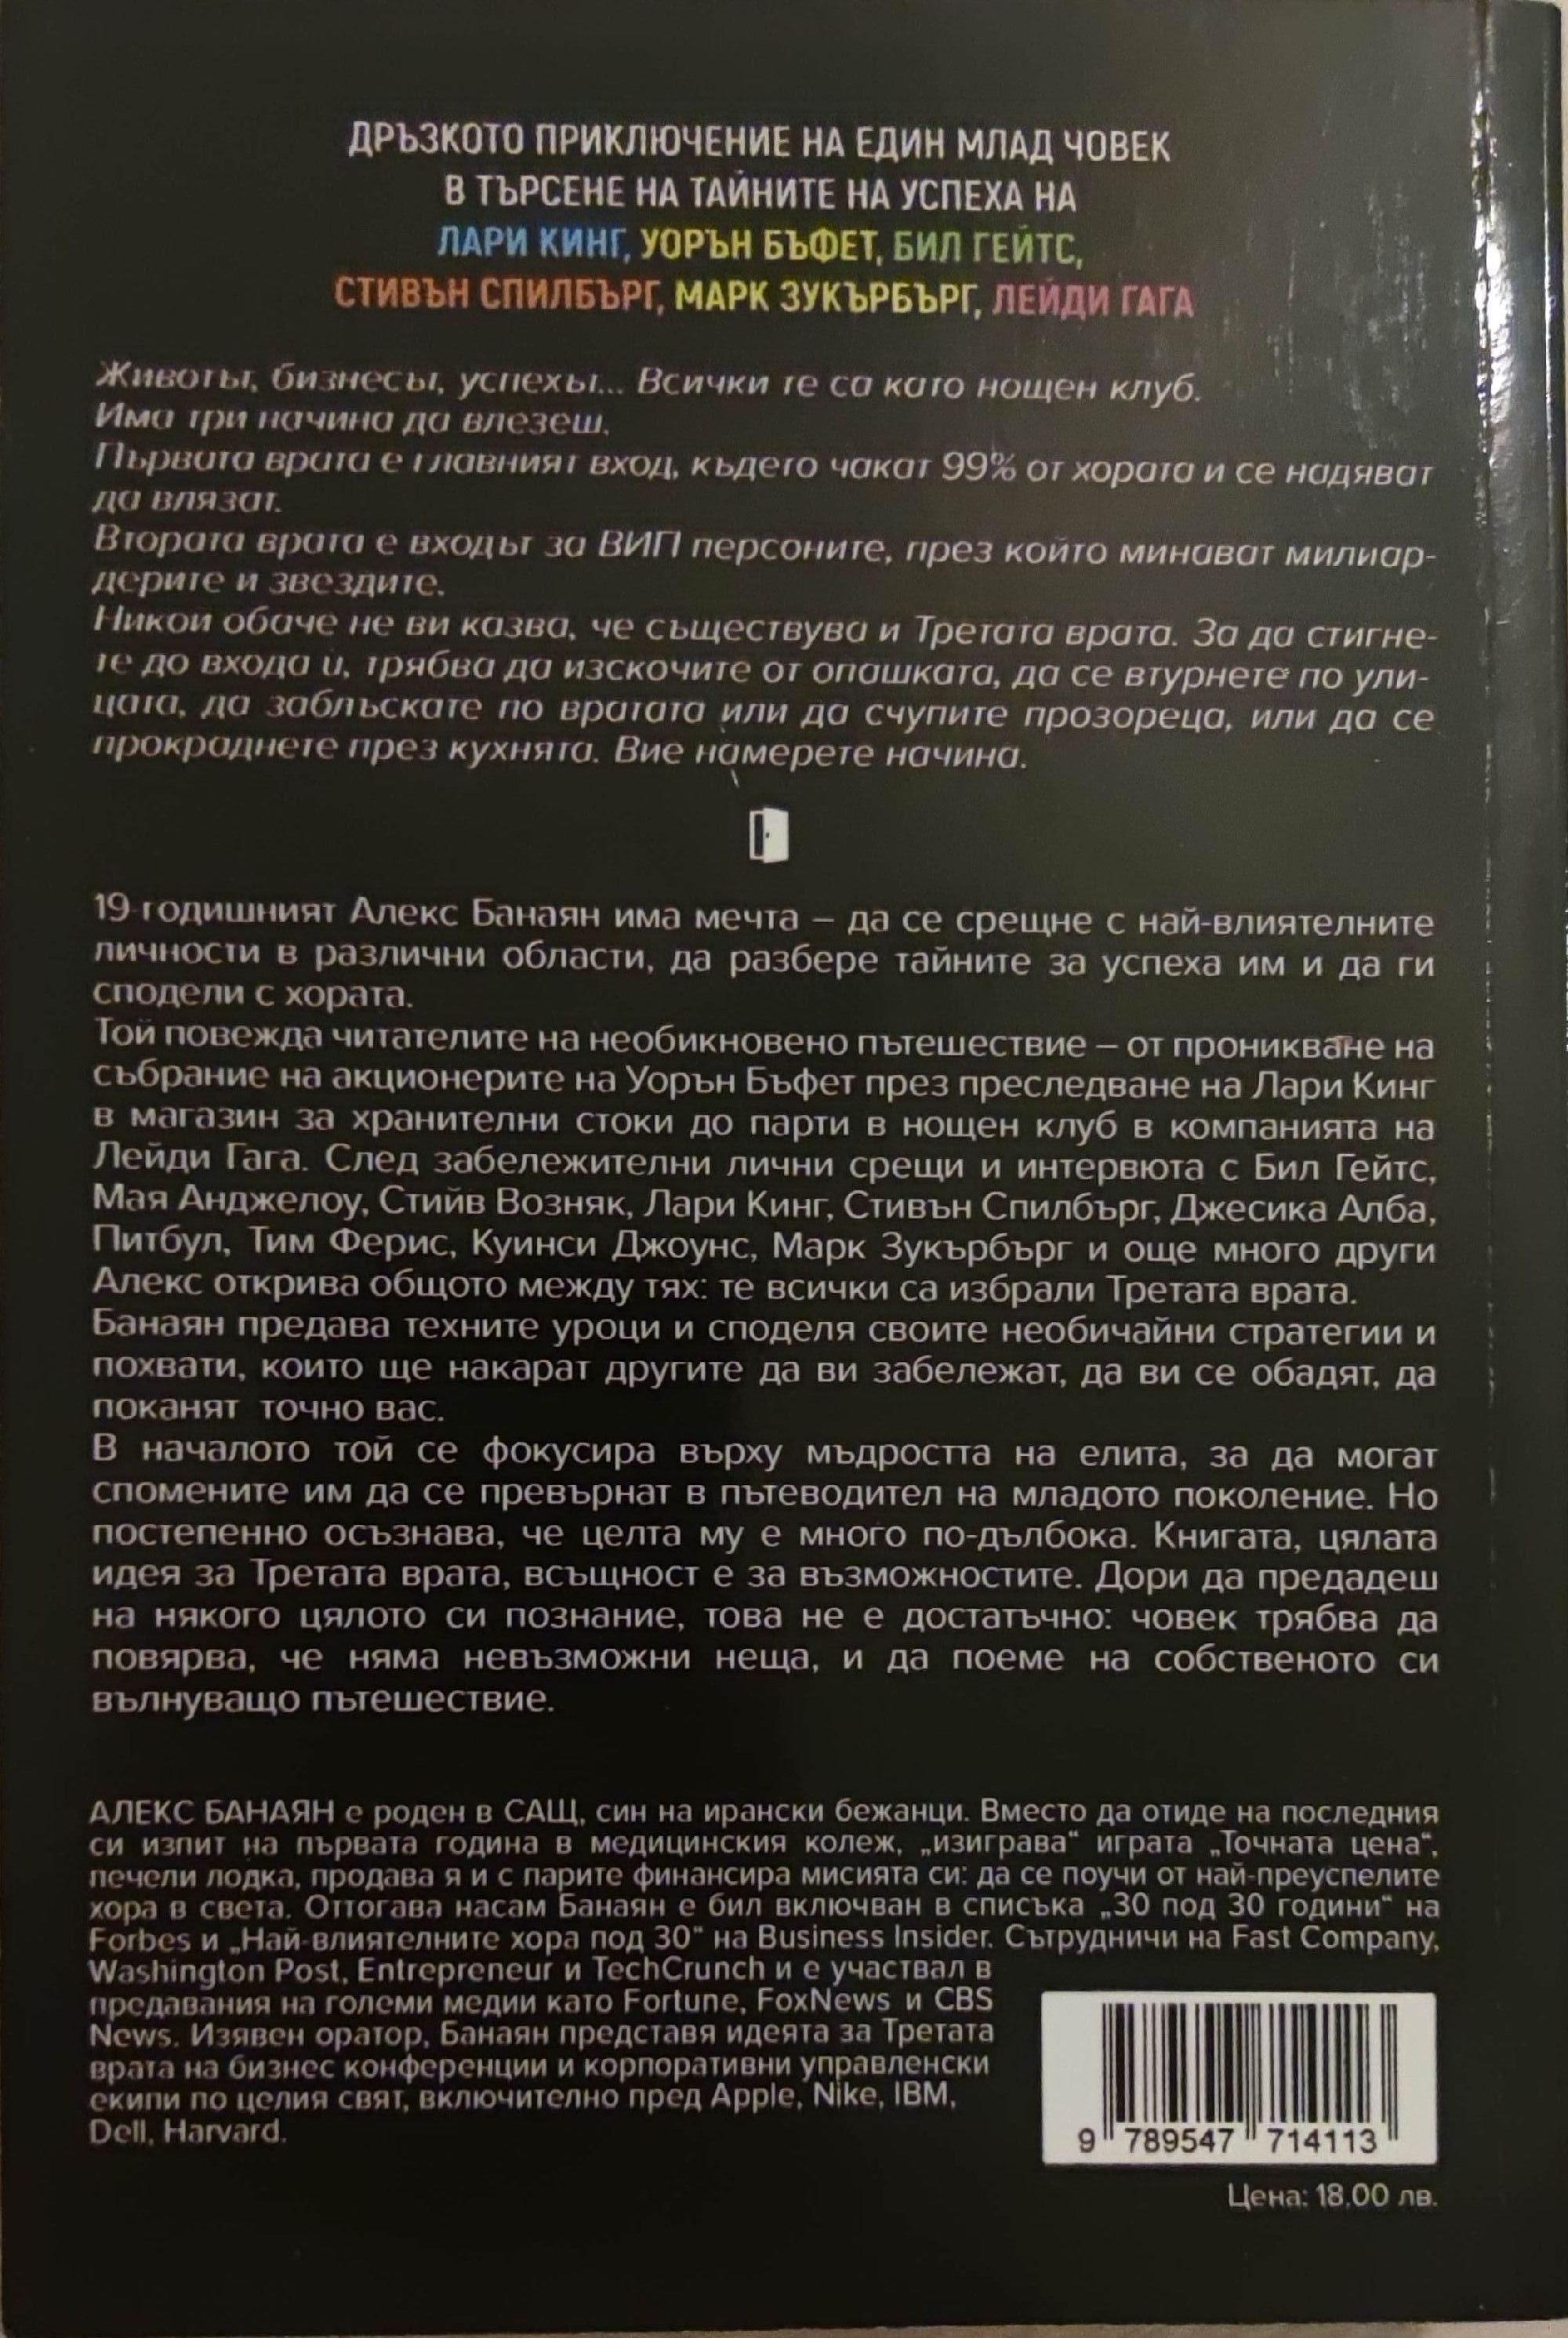 ДРЪЗКОТО ПРИКЛЮЧЕНИЕ НА ЕДИН МЛАД ЧОВЕК
В ТЪРСЕНЕ НА ТАЙНИТЕ НА УСПЕХА НА
ЛАРИ КИНГ, УОРЪН БЪФЕТ, БИЛ ГЕЙТС,
СТИВЪН СПИЛБЪРГ, МАРК ЗУКЪРБЪРГ, ЛЕЙДИ ГАГА
Животът, бизнесът, успехът... Всички те са като нощен клуб.
Има три начина да влезеш.
Първата врата е главният вход, където чакат 99% от хората и се надяват
да влязат.
Втората врата е входът за ВИП персоните, през който минават милиар-
дерите и звездите.
Никой обаче не ви казва, че съществува и Третата врата. За да стигне-
те до входа ѝ, трябва да изскочите от опашката, да се втурнете по ули-
цата, да заблъскате по вратата или да счупите прозореца, или да се
прокраднете през кухнята. Вие намерете начина.
19-годишният Алекс Банаян има мечта – да се срещне с най-влиятелните
личности в различни области, да разбере тайните за успеха им и да ги
сподели с хората.
Той повежда читателите на необикновено пътешествие – от проникване на
събрание на акционерите на Уорън Бъфет през преследване на Лари Кинг
в магазин за хранителни стоки до парти в нощен клуб в компанията на
Лейди Гага. След забележителни лични срещи и интервюта с Бил Гейтс,
Мая Анджелоу, Стийв Возняк, Лари Кинг, Стивън Спилбърг, Джесика Алба,
Питбул, Тим Ферис, Куинси Джоунс, Марк Зукърбърг и още много други
Алекс открива общото между тях: те всички са избрали Третата врата.
Банаян предава техните уроци и споделя своите необичайни стратегии и
похвати, които ще накарат другите да ви забележат, да ви се обадят, да
поканят точно вас.
В началото той се фокусира върху мъдростта на елита, за да могат
спомените им да се превърнат в пътеводител на младото поколение. Но
постепенно осъзнава, че целта му е много по-дълбока. Книгата, цялата
идея за Третата врата, всъщност е за възможностите. Дори да предадеш
на някого цялото си познание, това не е достатъчно: човек трябва да
повярва, че няма невъзможни неща, и да поеме на собственото си
вълнуващо пътешествие.
АЛЕКС БАНАЯН е роден в САЩ, син на ирански бежанци. Вместо да отиде на последния
си изпит на първата година в медицинския колеж, „изиграва“ играта „Точната цена“,
печели лодка, продава я и с парите финансира мисията си: да се поучи от най-преуспелите
хора в света. Оттогава насам Банаян е бил включван в списъка „30 под 30 години“ на
Forbes и „Най-влиятелните хора под 30“ на Business Insider. Сътрудничи на Fast Company,
Washington Post, Entrepreneur и TechCrunch и е участвал в
предавания на големи медии като Fortune, FoxNews и CBS
News. Изявен оратор, Банаян представя идеята за Третата
врата на бизнес конференции и корпоративни управленски
екипи по целия свят, включително пред Apple, Nike, IBM,
Dell, Harvard.
9 789547 714113
Цена: 18.00 лв.